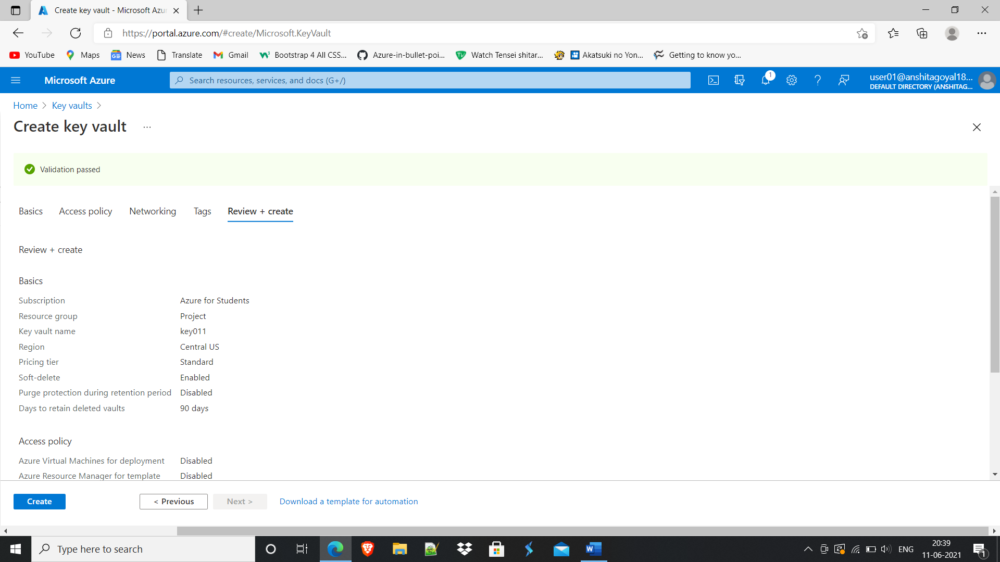 Create key vault - Microsoft Azu
https://portal.azure.com/#create/Microsoft.KeyVault
YouTube Maps News Translate Gmail Bootstrap 4 All CSS... Azure-in-bullet-poi... Watch Tensei shitar... Akatsuki no Yon... Getting to know yo...
Microsoft Azure
Search resources, services, and docs (G+/)
1
user01@anshitagoyal18...
DEFAULT DIRECTORY (ANSHITAG...
Home > Key vaults >
Create key vault ...
Validation passed
Basics Access policy Networking Tags Review + create
Review + create
Basics
Subscription Azure for Students
Resource group Project
Key vault name key011
Region Central US
Pricing tier Standard
Soft-delete Enabled
Purge protection during retention period Disabled
Days to retain deleted vaults 90 days
Access policy
Azure Virtual Machines for deployment Disabled
Azure Resource Manager for template Disabled
Create < Previous Next > Download a template for automation
Type here to search
ENG
20:39
11-06-2021
1